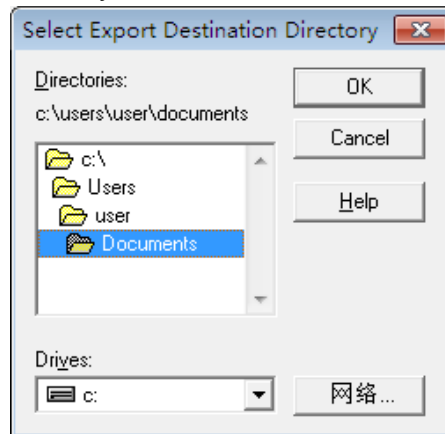 Select Export Destination Directory
Directories:
c:\users\user\documents
OK
Cancel
Help
c:\
Users
user
Documents
Drives:
c:
网络...